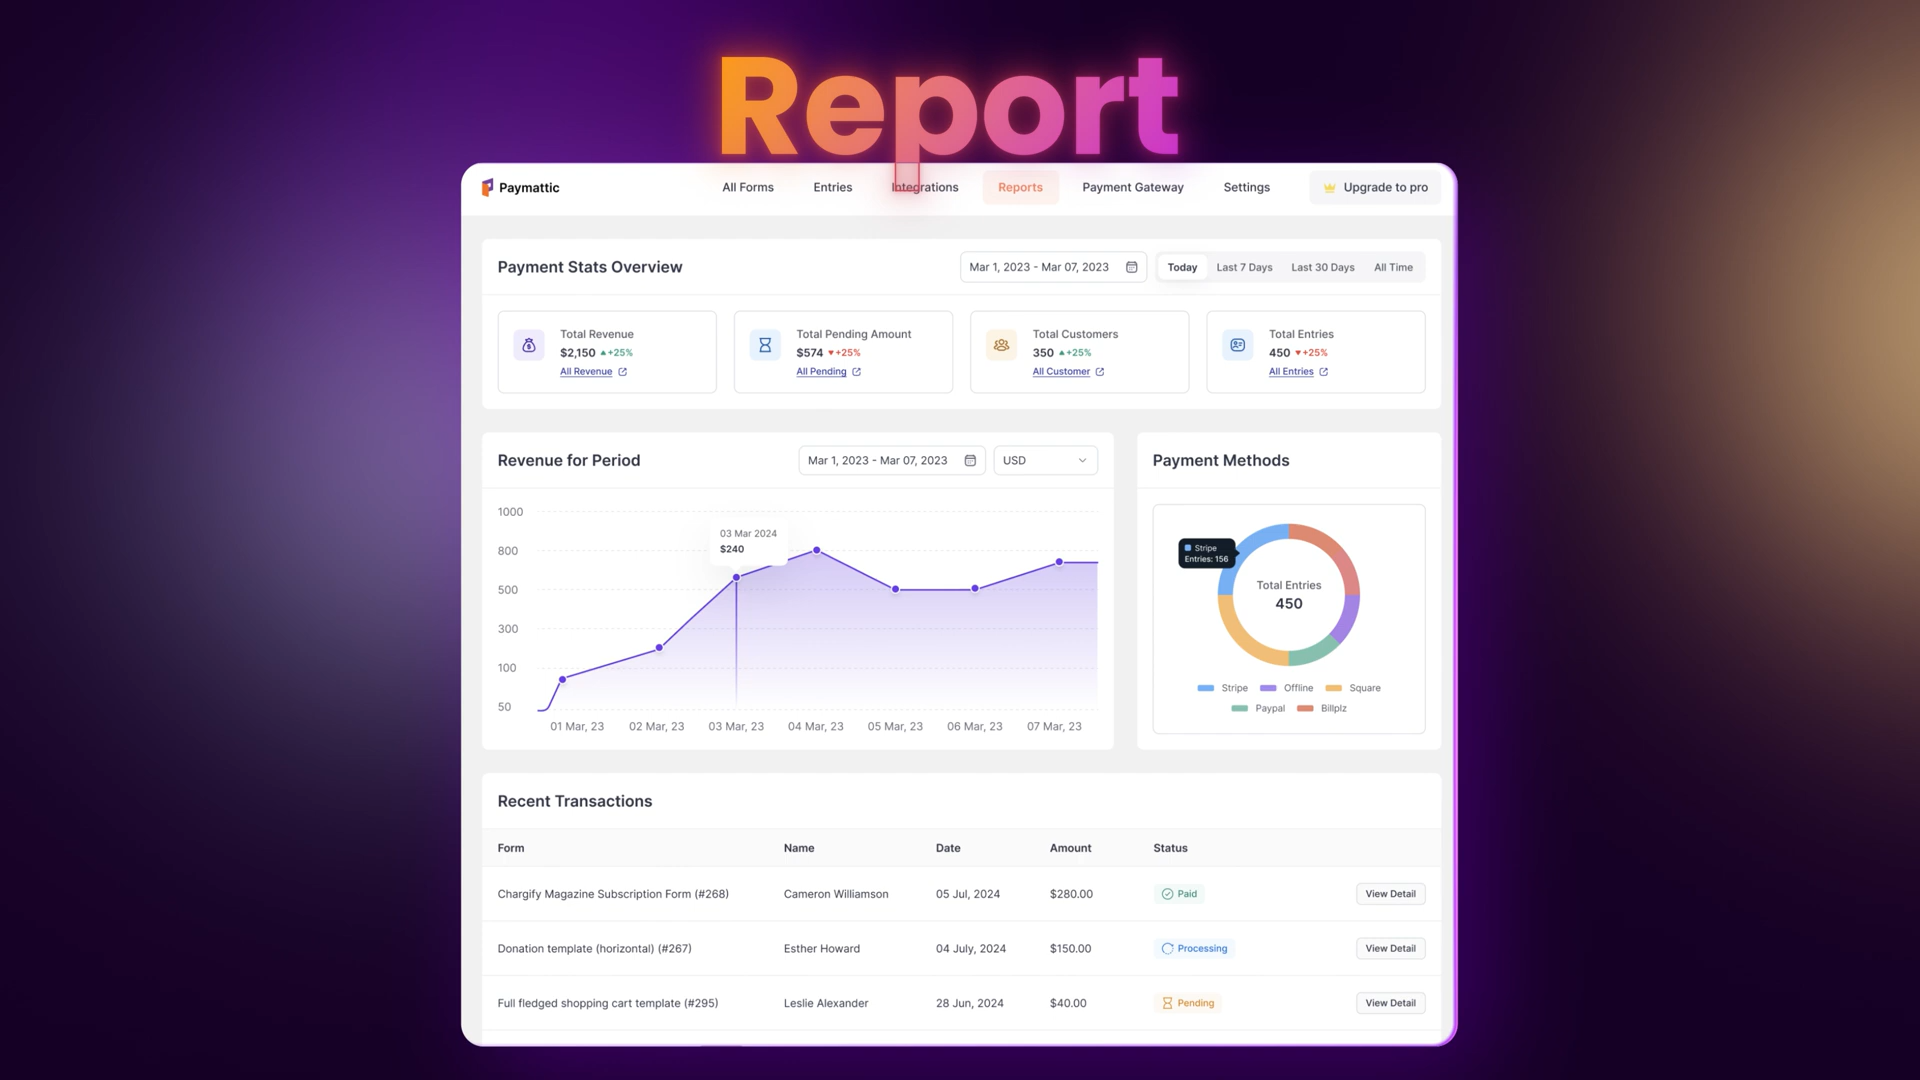 Report
Paymattic
All Forms Entries Integrations Reports Payment Gateway Settings Upgrade to pro
Payment Stats Overview
Mar 1, 2023 - Mar 07, 2023
Today Last 7 Days Last 30 Days All Time
Total Revenue
$2,150 +25%
All Revenue
Total Pending Amount
$574 +25%
All Pending
Total Customers
350 +25%
All Customer
Total Entries
450 +25%
All Entries
Revenue for Period
Mar 1, 2023 - Mar 07, 2023
USD
1000
800
500
300
100
50
03 Mar 2024
$240
01 Mar, 23 02 Mar, 23 03 Mar, 23 04 Mar, 23 05 Mar, 23 06 Mar, 23 07 Mar, 23
Payment Methods
Stripe
Entries: 156
Total Entries
450
Stripe Offline Square
Paypal Billplz
Recent Transactions
Form Name Date Amount Status
Chargify Magazine Subscription Form (#268) Cameron Williamson 05 Jul, 2024 $280.00 Paid View Detail
Donation template (horizontal) (#267) Esther Howard 04 July, 2024 $150.00 Processing View Detail
Full fledged shopping cart template (#295) Leslie Alexander 28 Jun, 2024 $40.00 Pending View Detail